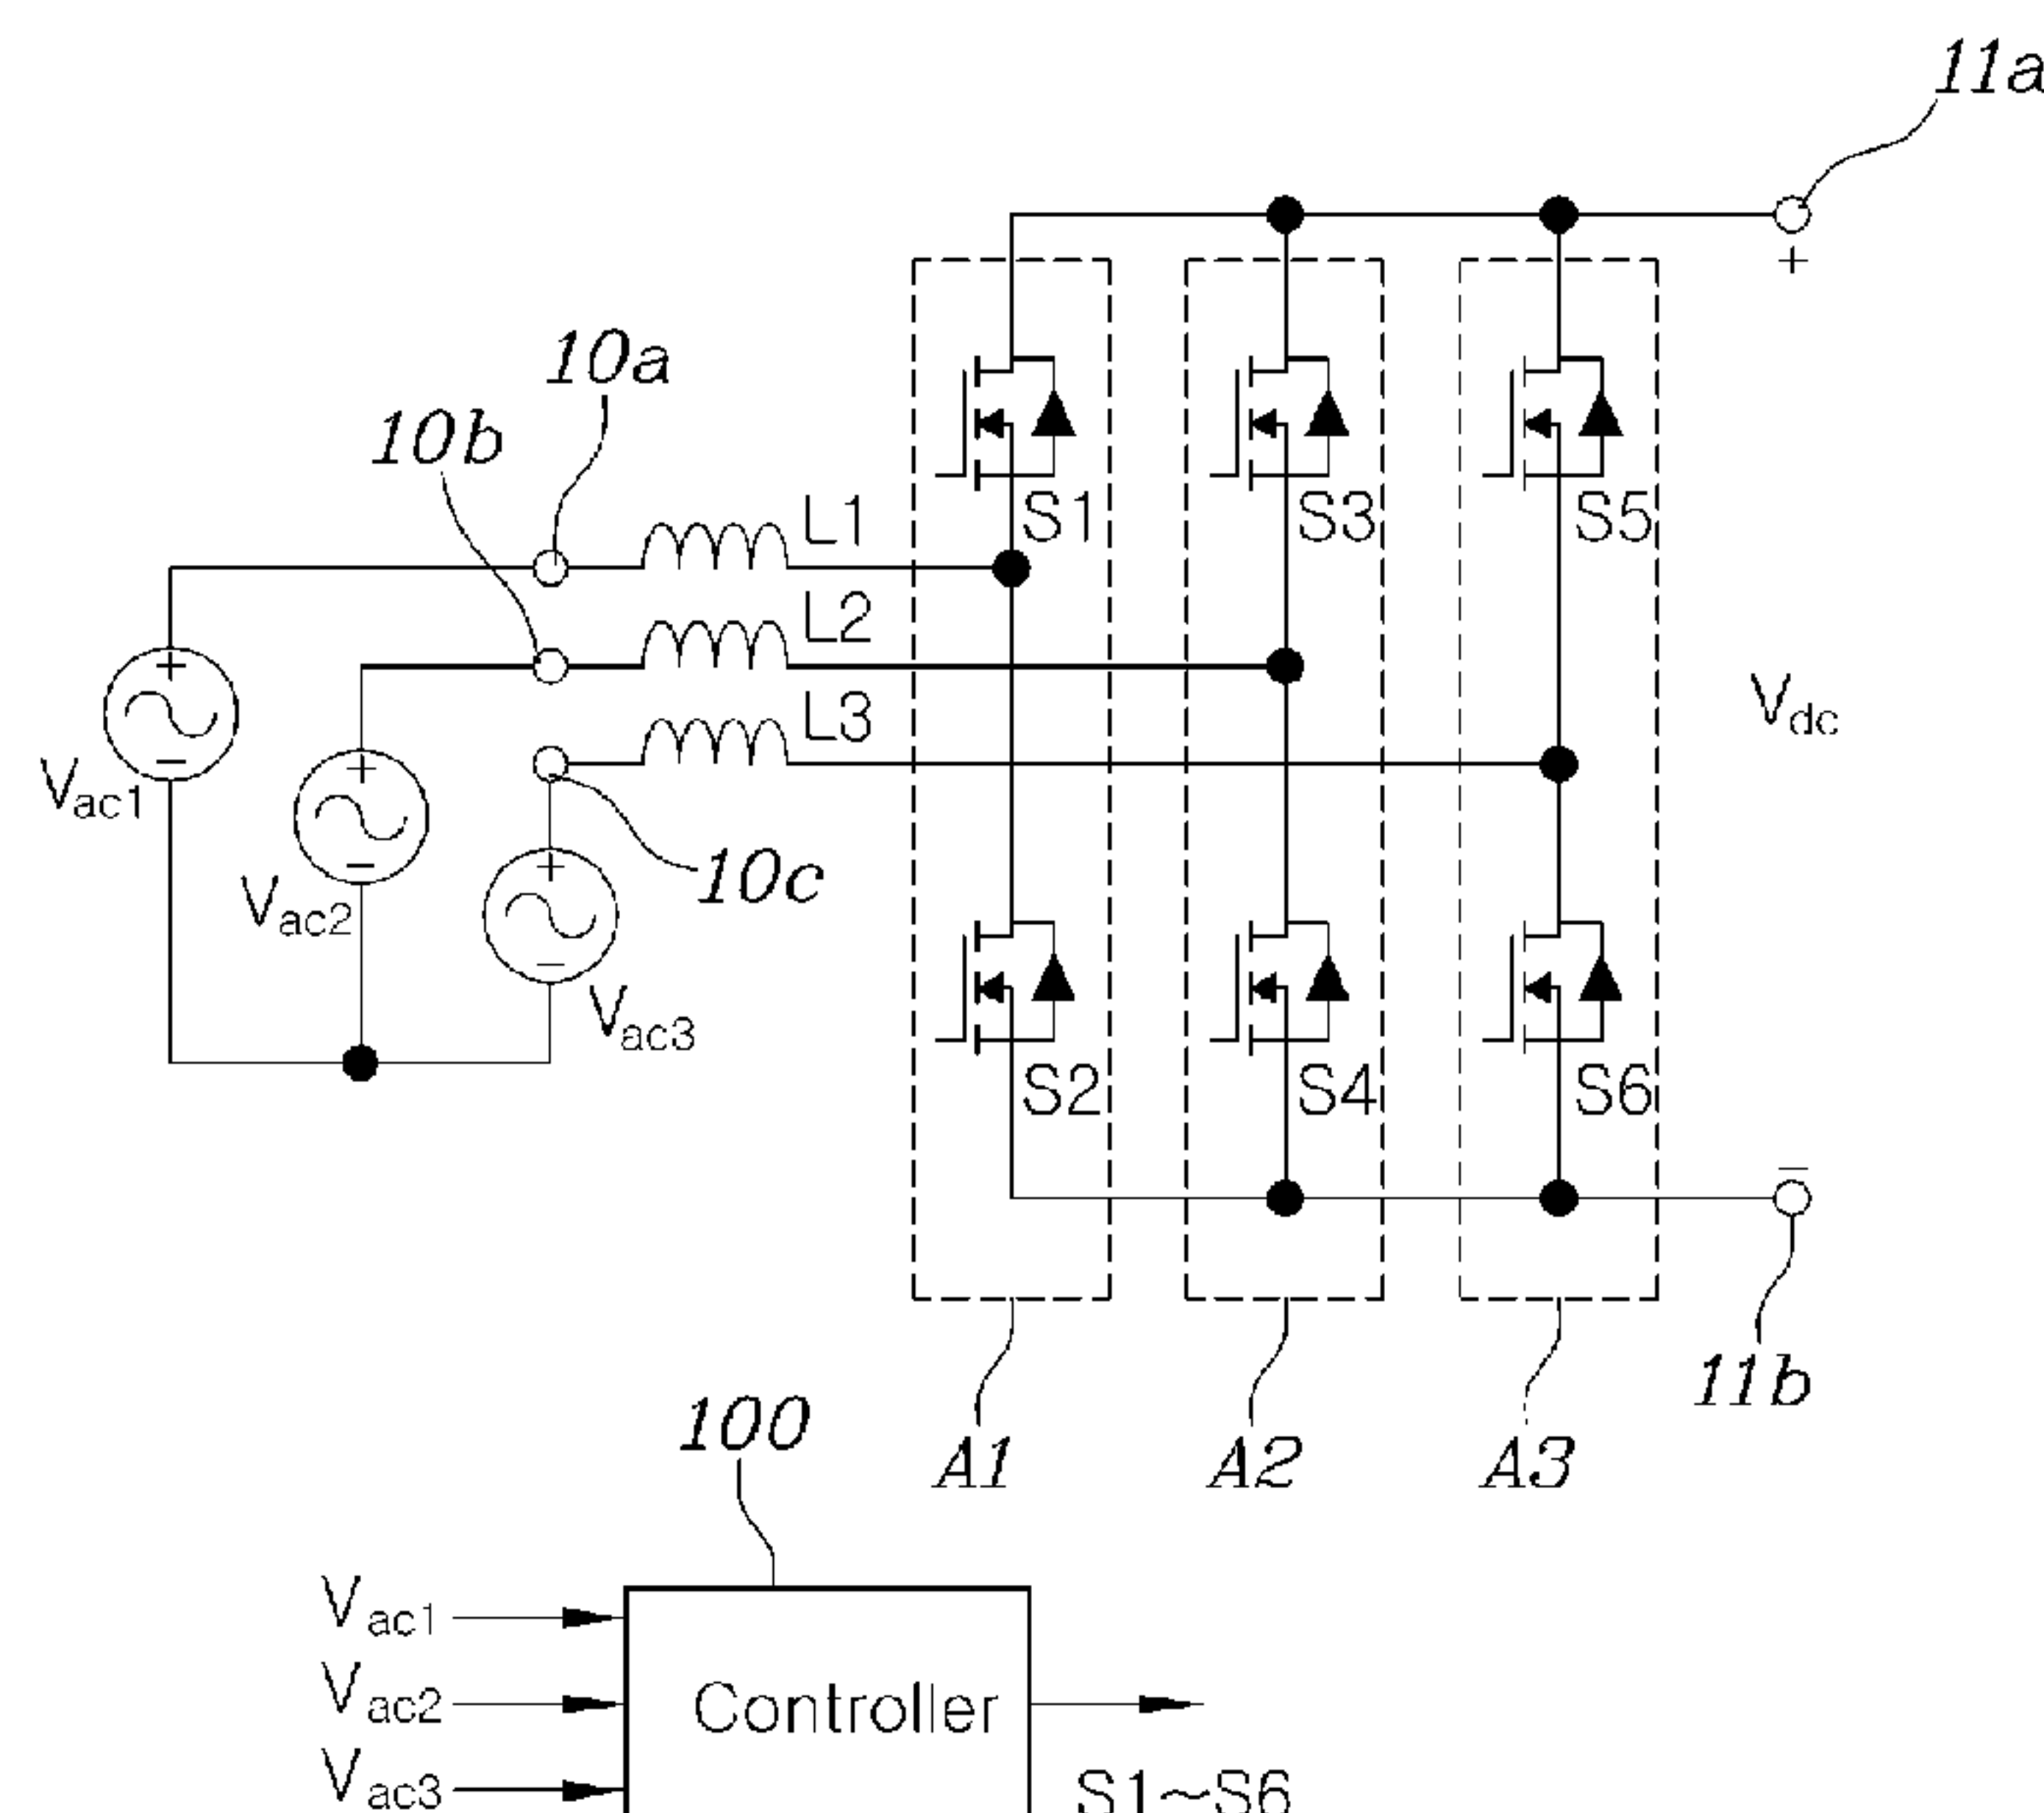 11a
+
10a
10b
S1
S3
S5
L1
L2
L3
+
−
Vac1
+
−
Vac2
10c
+
−
Vac3
Vdc
S2
S4
S6
−
11b
A1
A2
A3
100
Vac1
Vac2
Vac3
Controller
S1~S6